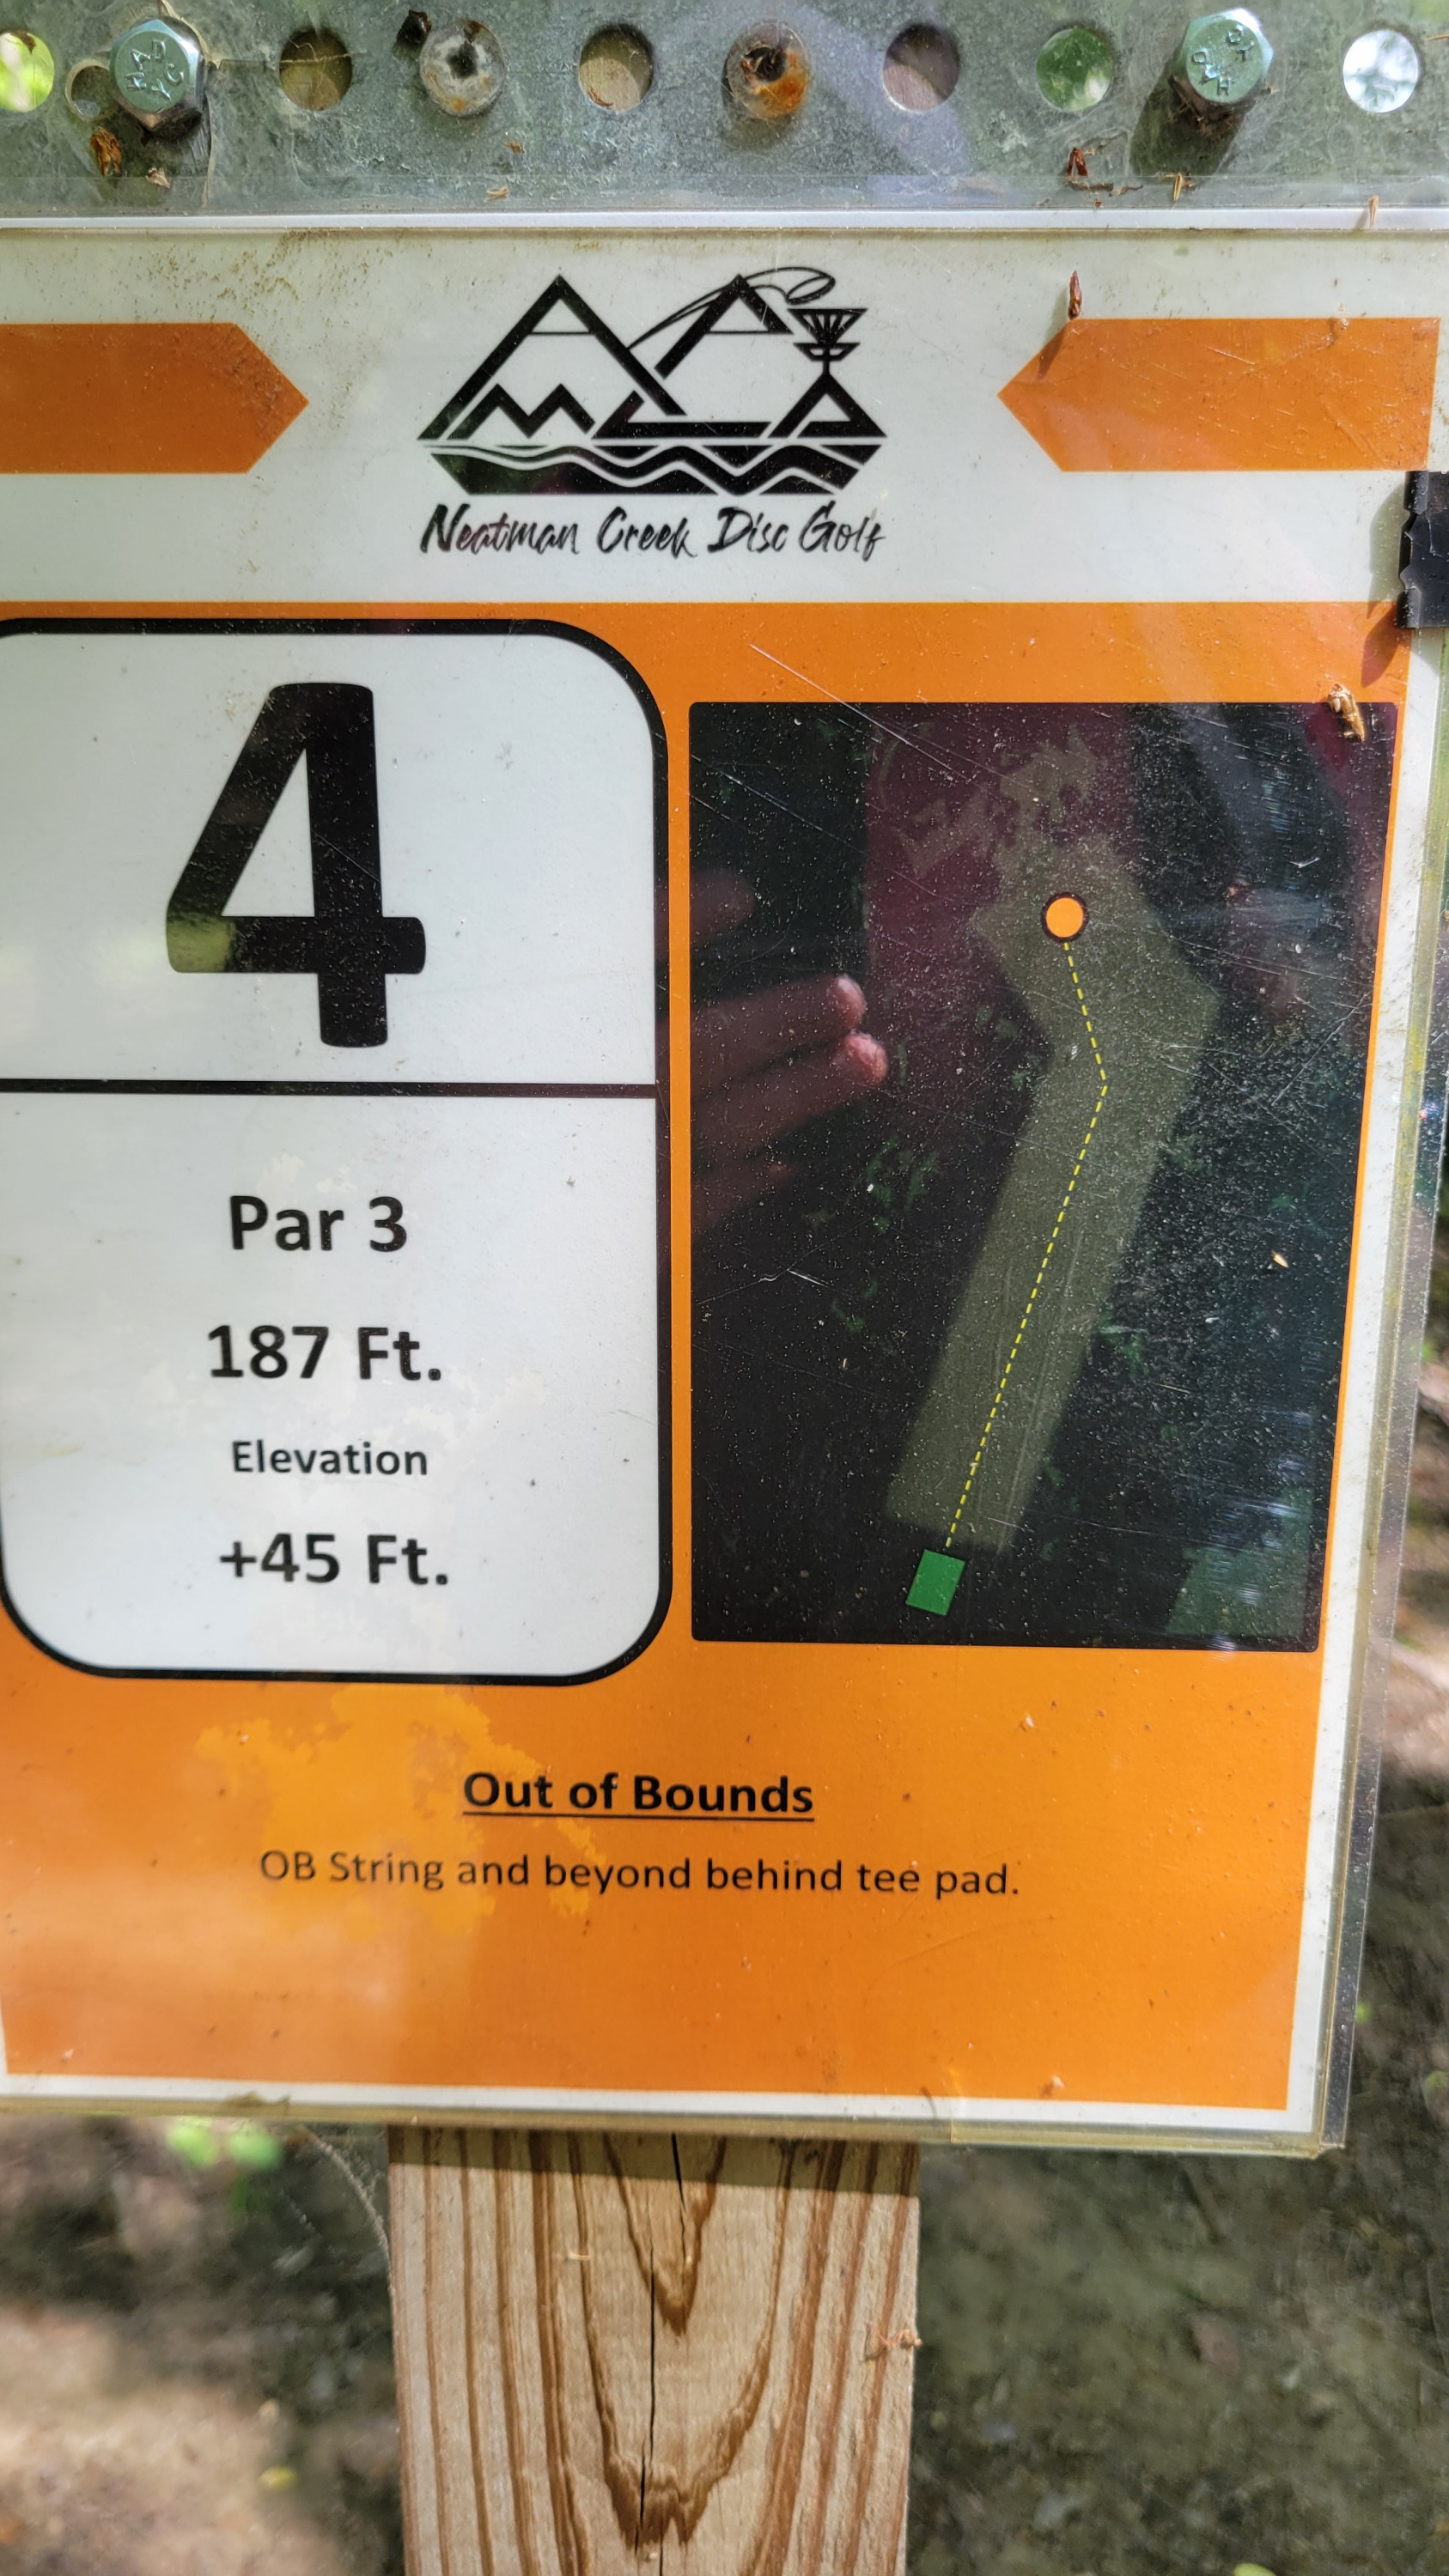 Neatman Creek Disc Golf
4
Par 3
187 Ft.
Elevation
+45 Ft.
Out of Bounds
OB String and beyond behind tee pad.